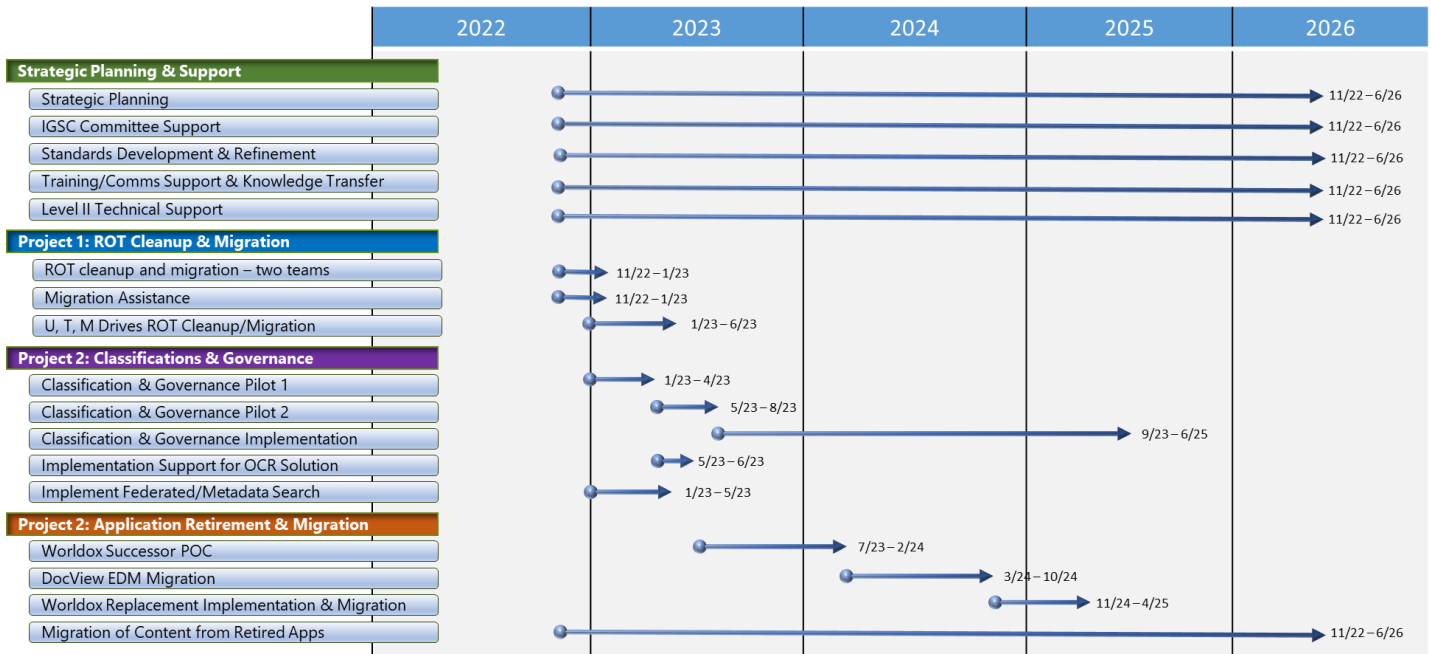 2022 2023 2024 2025 2026
Strategic Planning & Support
Strategic Planning 11/22 – 6/26
IGSC Committee Support 11/22 – 6/26
Standards Development & Refinement 11/22 – 6/26
Training/Comms Support & Knowledge Transfer 11/22 – 6/26
Level II Technical Support 11/22 – 6/26
Project 1: ROT Cleanup & Migration
ROT cleanup and migration – two teams 11/22 – 1/23
Migration Assistance 11/22 – 1/23
U, T, M Drives ROT Cleanup/Migration 1/23 – 6/23
Project 2: Classifications & Governance
Classification & Governance Pilot 1 1/23 – 4/23
Classification & Governance Pilot 2 5/23 – 8/23
Classification & Governance Implementation 9/23 – 6/25
Implementation Support for OCR Solution 5/23 – 6/23
Implement Federated/Metadata Search 1/23 – 5/23
Project 2: Application Retirement & Migration
Worldox Successor POC 7/23 – 2/24
DocView EDM Migration 3/24 – 10/24
Worldox Replacement Implementation & Migration 11/24 – 4/25
Migration of Content from Retired Apps 11/22 – 6/26